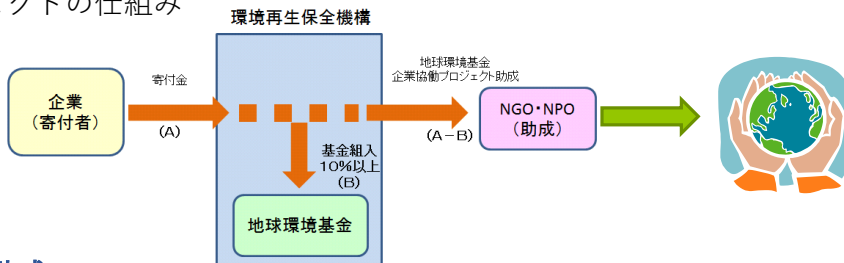 クトの仕組み
環境再生保全機構
企業
（寄付者）
寄付金
(A)
基金組入
10％以上
(B)
地球環境基金
地球環境基金
企業協働プロジェクト助成
(A－B)
NGO・NPO
（助成）